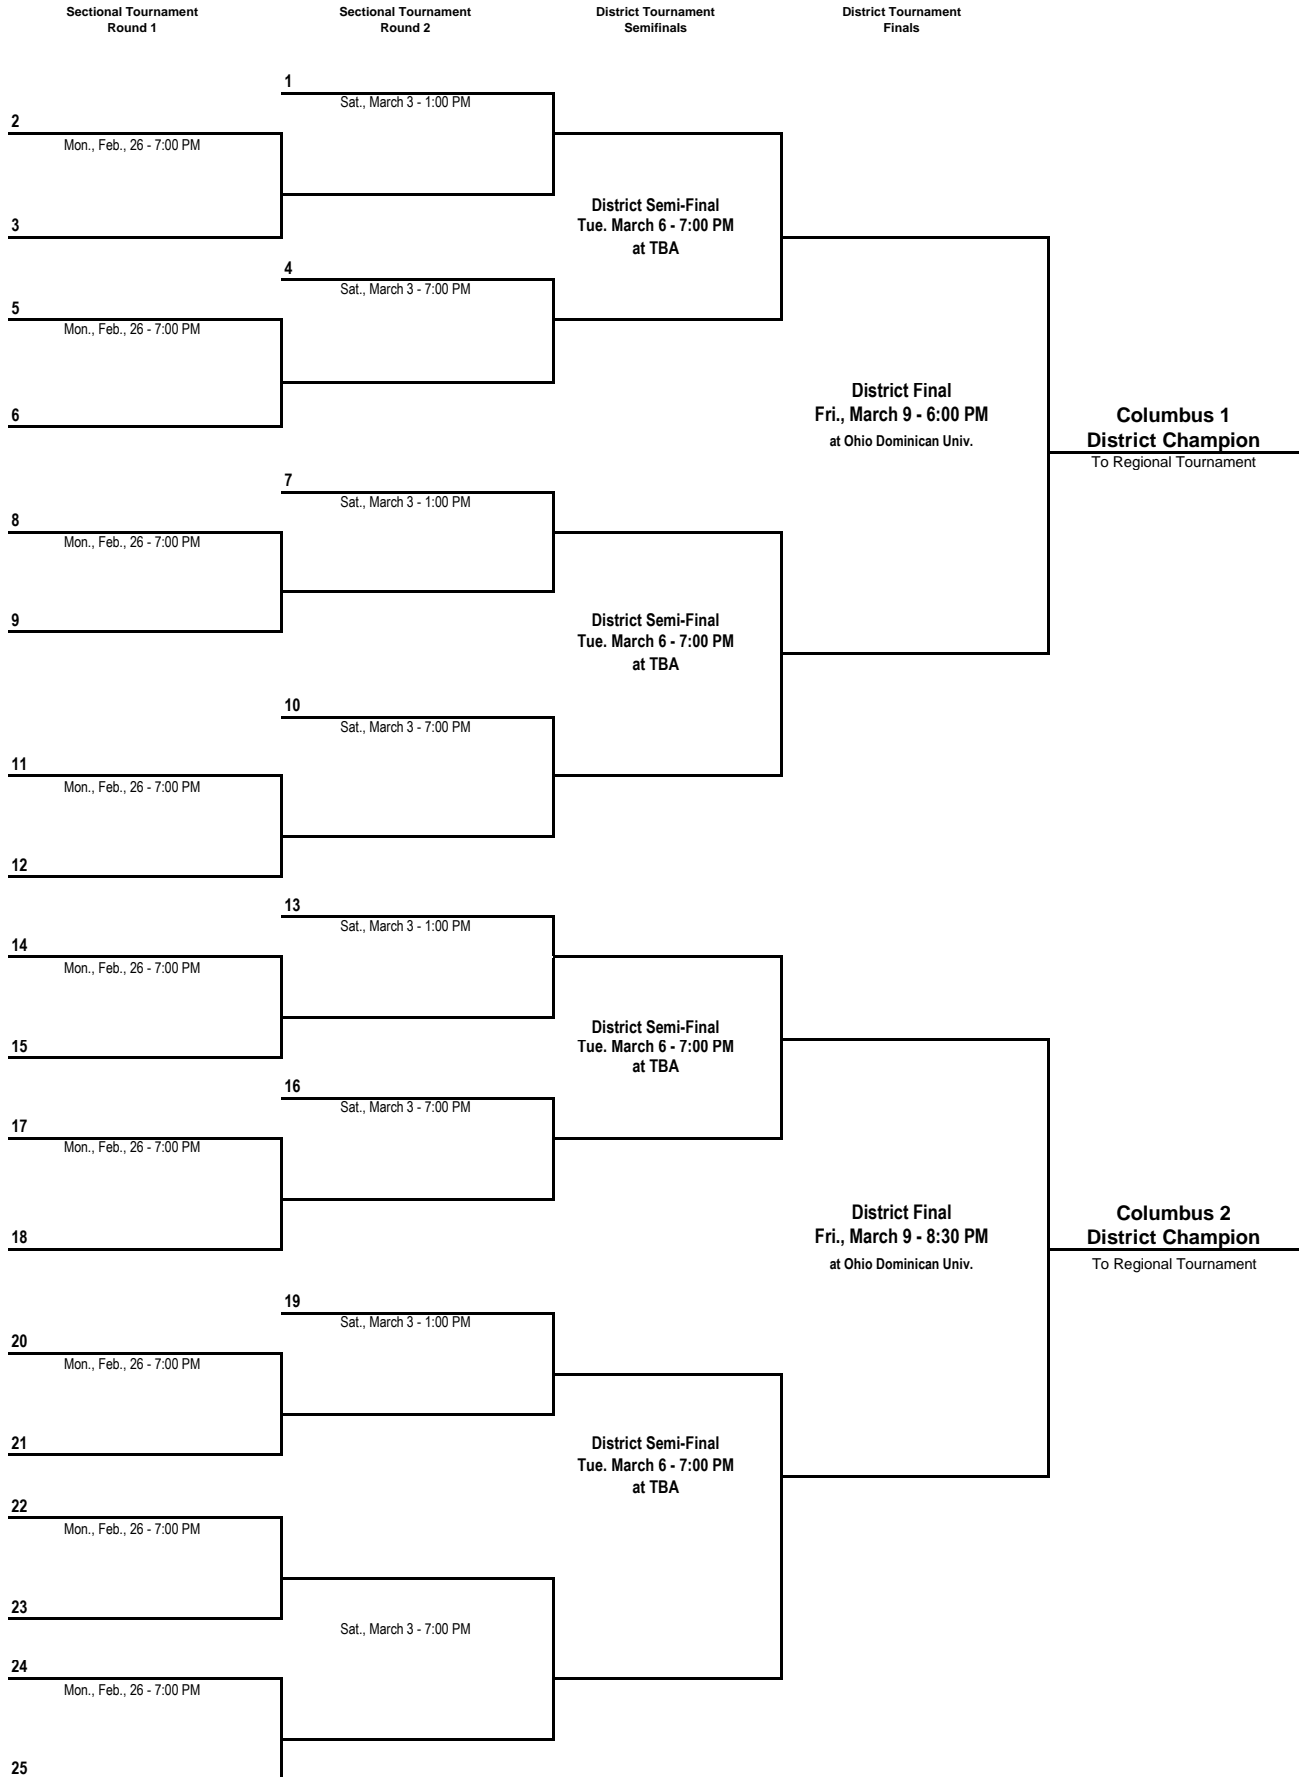 Sectional Tournament
Round 1
Sectional Tournament
Round 2
District Tournament
Semifinals
District Tournament
Finals
1
Sat., March 3 - 1:00 PM
2
Mon., Feb., 26 - 7:00 PM
3
District Semi-Final
Tue. March 6 - 7:00 PM
at TBA
4
Sat., March 3 - 7:00 PM
5
Mon., Feb., 26 - 7:00 PM
6
District Final
Fri., March 9 - 6:00 PM
at Ohio Dominican Univ.
Columbus 1
District Champion
To Regional Tournament
7
Sat., March 3 - 1:00 PM
8
Mon., Feb., 26 - 7:00 PM
9
District Semi-Final
Tue. March 6 - 7:00 PM
at TBA
10
Sat., March 3 - 7:00 PM
11
Mon., Feb., 26 - 7:00 PM
12
13
Sat., March 3 - 1:00 PM
14
Mon., Feb., 26 - 7:00 PM
15
District Semi-Final
Tue. March 6 - 7:00 PM
at TBA
16
Sat., March 3 - 7:00 PM
17
Mon., Feb., 26 - 7:00 PM
18
District Final
Fri., March 9 - 8:30 PM
at Ohio Dominican Univ.
Columbus 2
District Champion
To Regional Tournament
19
Sat., March 3 - 1:00 PM
20
Mon., Feb., 26 - 7:00 PM
21
District Semi-Final
Tue. March 6 - 7:00 PM
at TBA
22
Mon., Feb., 26 - 7:00 PM
23
Sat., March 3 - 7:00 PM
24
Mon., Feb., 26 - 7:00 PM
25